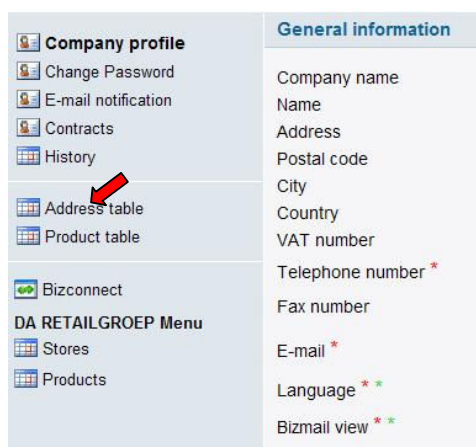 Company profile
Change Password
E-mail notification
Contracts
History
Address table
Product table
Bizconnect
DA RETAILGROEP Menu
Stores
Products
General information
Company name
Name
Address
Postal code
City
Country
VAT number
Telephone number *
Fax number
E-mail *
Language * *
Bizmail view * *